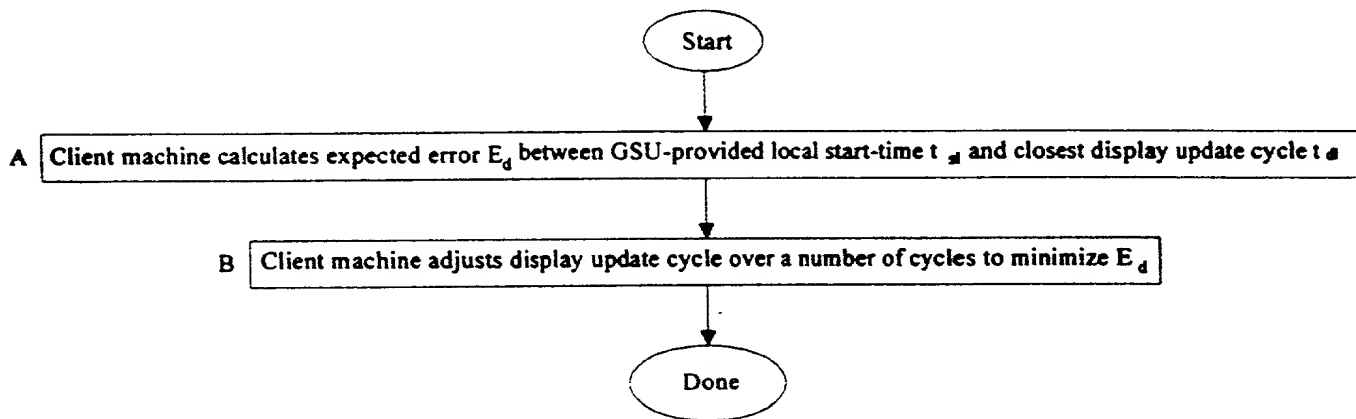 Start
A Client machine calculates expected error E_d between GSU-provided local start-time t and closest display update cycle t
B Client machine adjusts display update cycle over a number of cycles to minimize E_d
Done